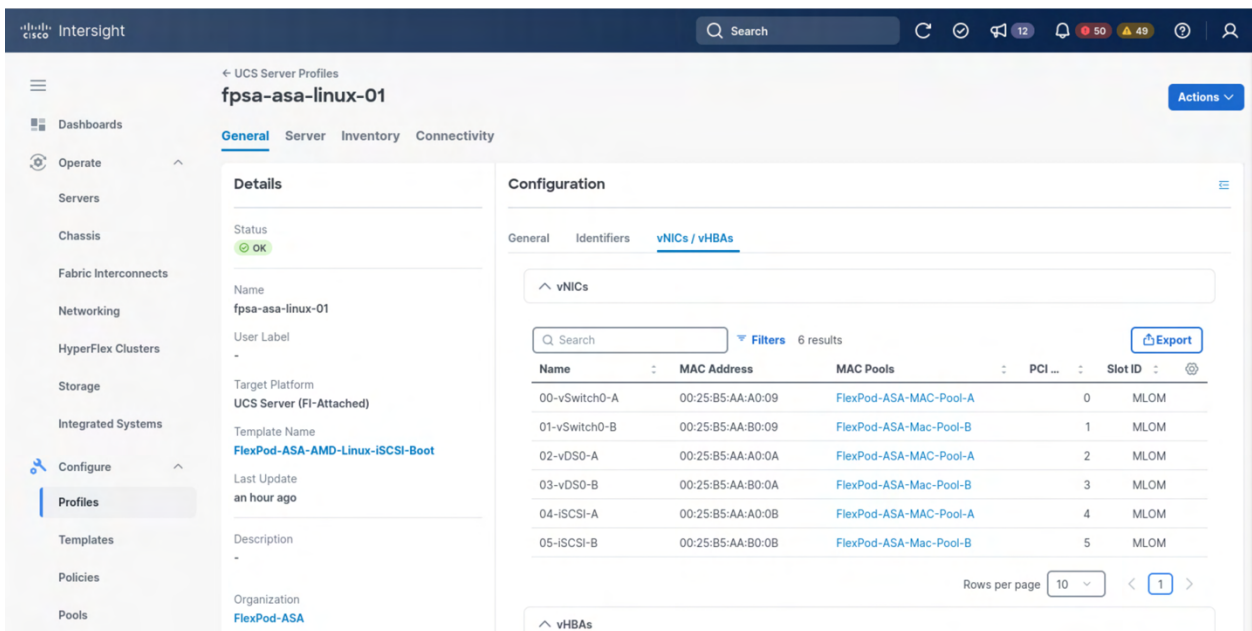 cisco Intersight Search 12 50 49
← UCS Server Profiles
fpsa-asa-linux-01
Actions
General Server Inventory Connectivity
Dashboards
Operate
Servers
Chassis
Fabric Interconnects
Networking
HyperFlex Clusters
Storage
Integrated Systems
Configure
Profiles
Templates
Policies
Pools
Details
Status
OK
Name
fpsa-asa-linux-01
User Label
-
Target Platform
UCS Server (FI-Attached)
Template Name
FlexPod-ASA-AMD-Linux-iSCSI-Boot
Last Update
an hour ago
Description
-
Organization
FlexPod-ASA
Configuration
General Identifiers vNICs / vHBAs
vNICs
Search Filters 6 results Export
Name MAC Address MAC Pools PCI ... Slot ID
00-vSwitch0-A 00:25:B5:AA:A0:09 FlexPod-ASA-MAC-Pool-A 0 MLOM
01-vSwitch0-B 00:25:B5:AA:B0:09 FlexPod-ASA-Mac-Pool-B 1 MLOM
02-vDS0-A 00:25:B5:AA:A0:0A FlexPod-ASA-MAC-Pool-A 2 MLOM
03-vDS0-B 00:25:B5:AA:B0:0A FlexPod-ASA-Mac-Pool-B 3 MLOM
04-iSCSI-A 00:25:B5:AA:A0:0B FlexPod-ASA-MAC-Pool-A 4 MLOM
05-iSCSI-B 00:25:B5:AA:B0:0B FlexPod-ASA-Mac-Pool-B 5 MLOM
Rows per page 10 1
vHBAs